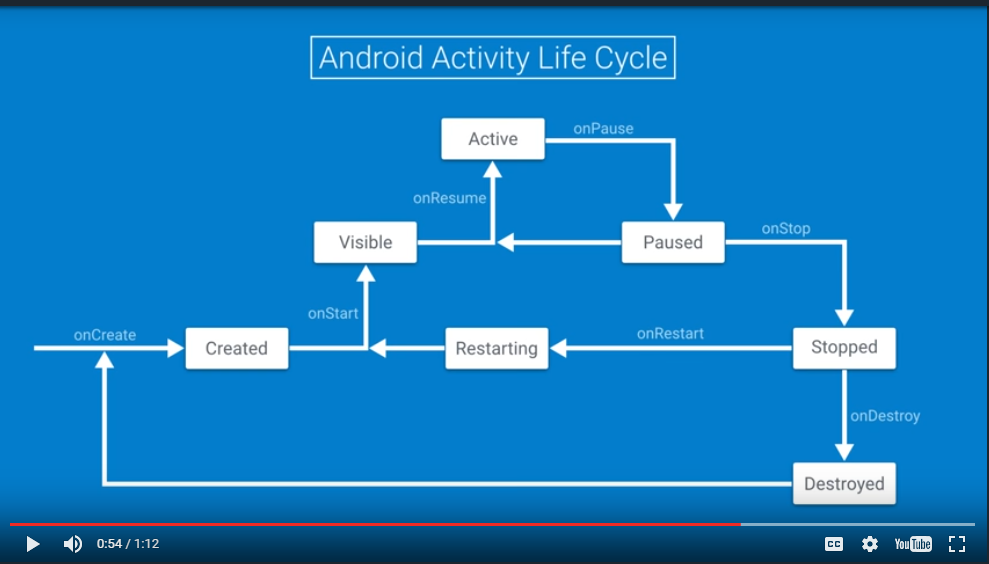 Android Activity Life Cycle
Active
onPause
onResume
Visible
Paused
onStop
onStart
onCreate
Created
Restarting
onRestart
Stopped
onDestroy
Destroyed
0:54 / 1:12
CC
YouTube